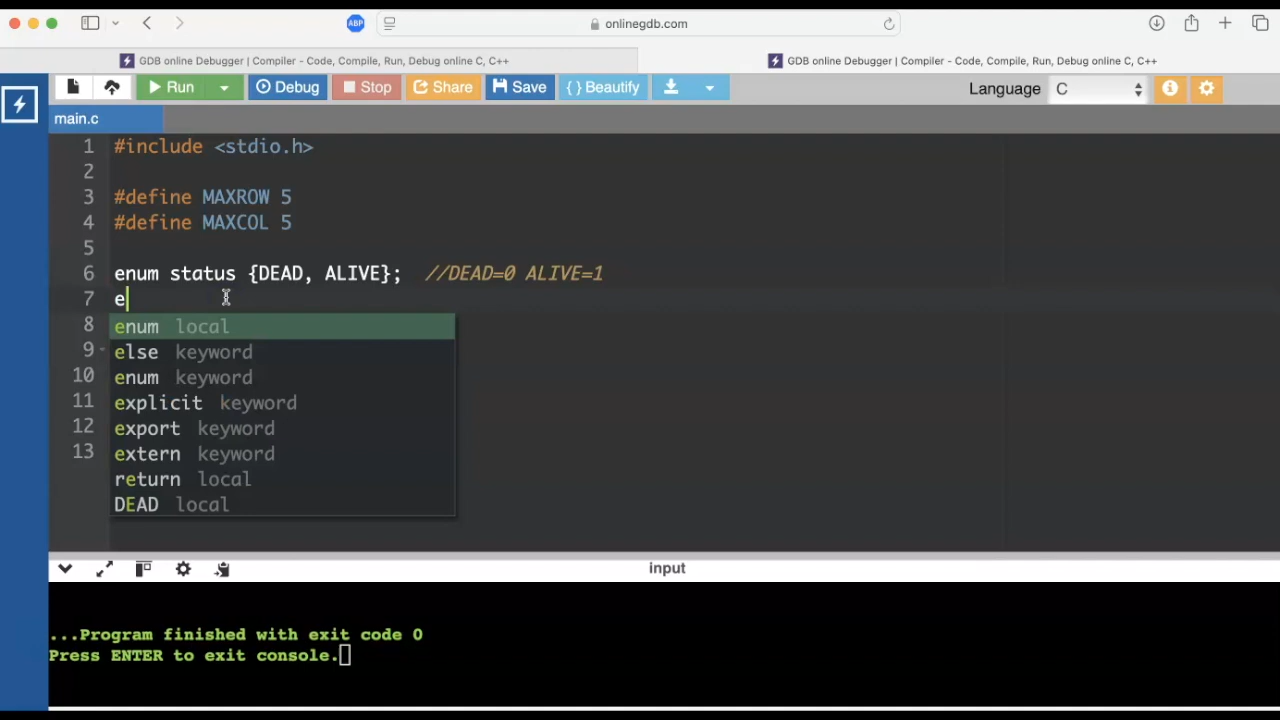 ABP
onlinegdb.com
GDB online Debugger | Compiler - Code, Compile, Run, Debug online C, C++
GDB online Debugger | Compiler - Code, Compile, Run, Debug online C, C++
Run Debug Stop Share Save { } Beautify Language C
main.c
1 #include <stdio.h>
2
3 #define MAXROW 5
4 #define MAXCOL 5
5
6 enum status {DEAD, ALIVE}; //DEAD=0 ALIVE=1
7 e
8 enum local
9 else keyword
10 enum keyword
11 explicit keyword
12 export keyword
13 extern keyword
return local
DEAD local
input
...Program finished with exit code 0
Press ENTER to exit console.